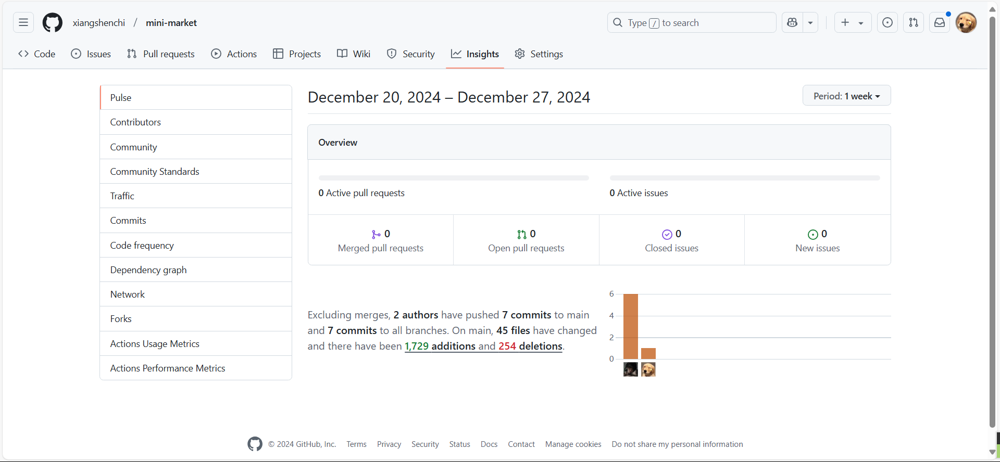 xiangshenchi / mini-market
Type / to search
Code
Issues
Pull requests
Actions
Projects
Wiki
Security
Insights
Settings
Pulse
Contributors
Community
Community Standards
Traffic
Commits
Code frequency
Dependency graph
Network
Forks
Actions Usage Metrics
Actions Performance Metrics
December 20, 2024 – December 27, 2024
Period: 1 week
Overview
0 Active pull requests
0 Active issues
0
Merged pull requests
0
Open pull requests
0
Closed issues
0
New issues
Excluding merges, 2 authors have pushed 7 commits to main
and 7 commits to all branches. On main, 45 files have changed
and there have been 1,729 additions and 254 deletions.
6
4
2
0
© 2024 GitHub, Inc.
Terms
Privacy
Security
Status
Docs
Contact
Manage cookies
Do not share my personal information